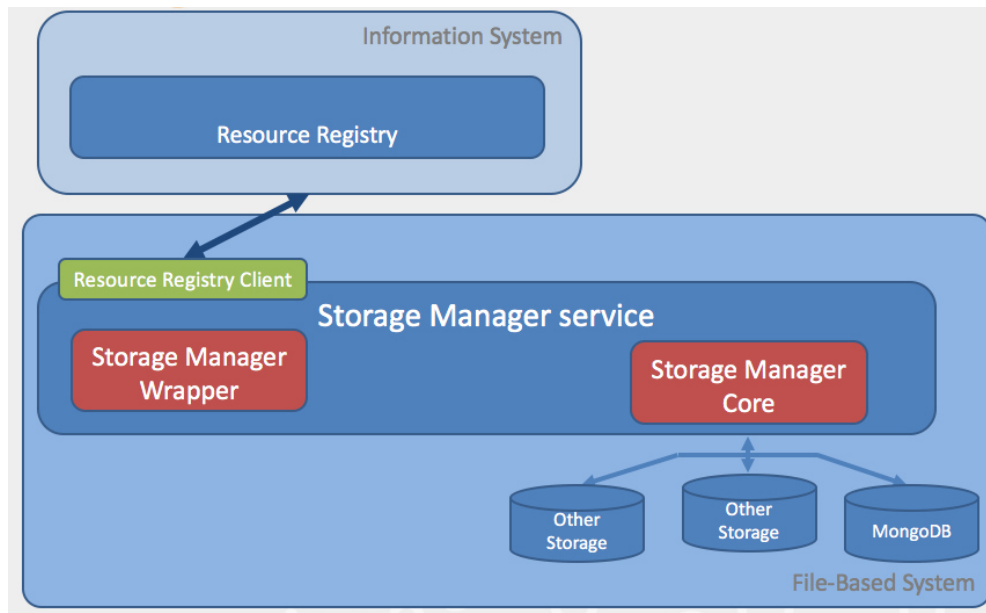 Information System
Resource Registry
Resource Registry Client
Storage Manager service
Storage Manager
Wrapper
Storage Manager
Core
Other
Storage
Other
Storage
MongoDB
File-Based System